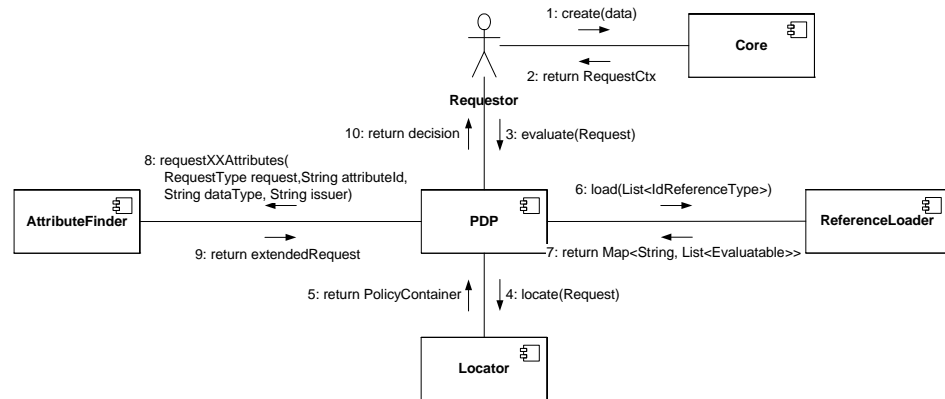 1: create(data)
Core
2: return RequestCtx
Requestor
10: return decision
3: evaluate(Request)
8: requestXXAttributes(
RequestType request,String attributeId,
String dataType, String issuer)
6: load(List<IdReferenceType>)
AttributeFinder
PDP
ReferenceLoader
9: return extendedRequest
7: return Map<String, List<Evaluatable>>
5: return PolicyContainer
4: locate(Request)
Locator